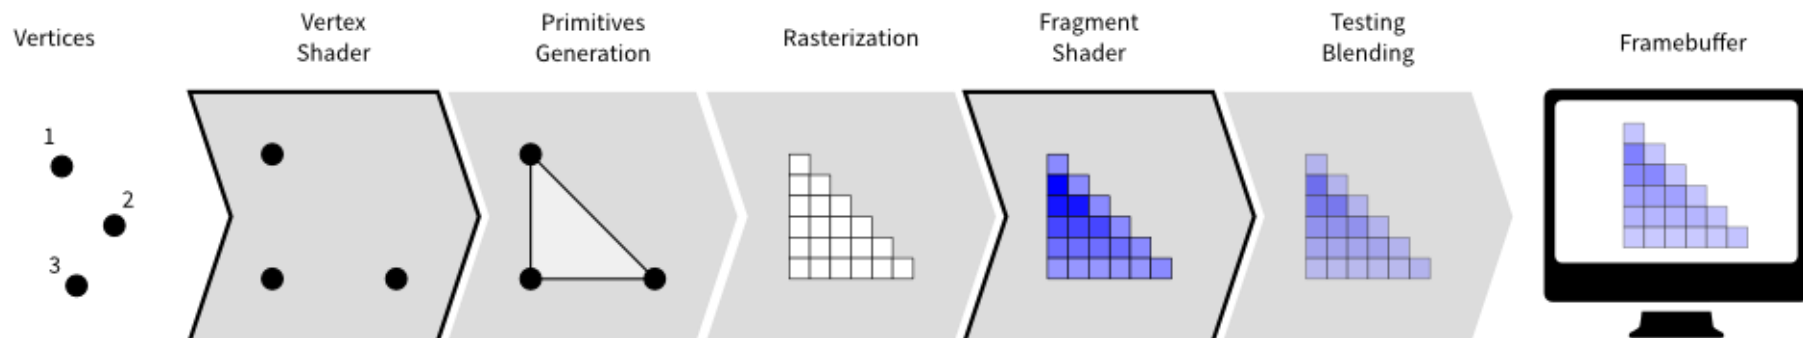 Vertices
Vertex
Shader
Primitives
Generation
Rasterization
Fragment
Shader
Testing
Blending
Framebuffer
1
2
3